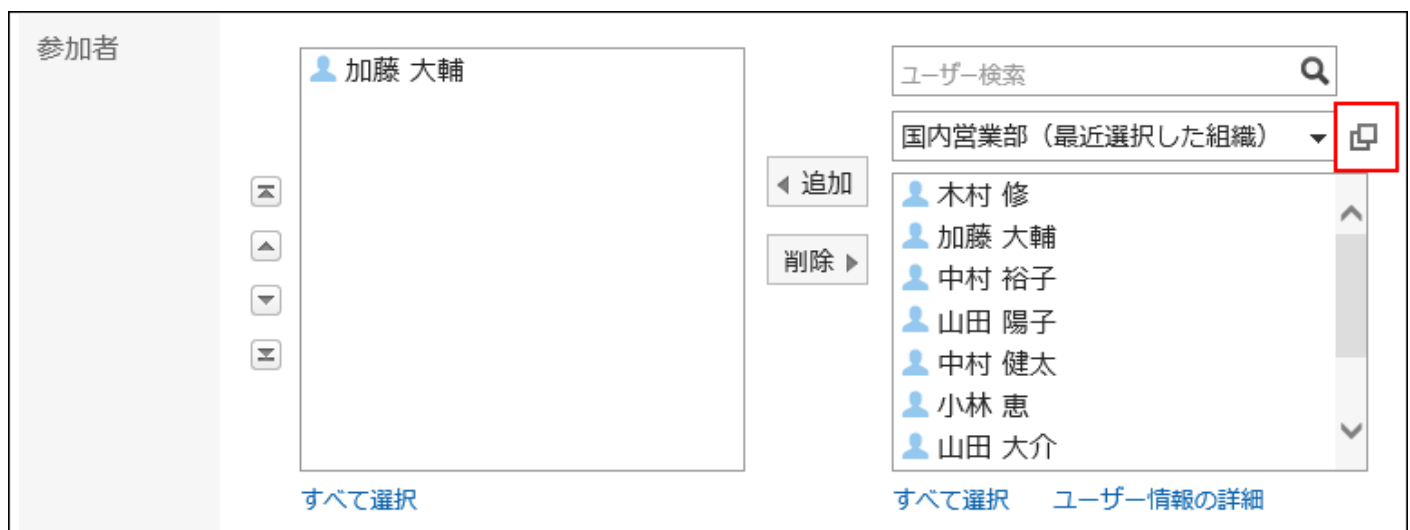 参加者
加藤 大輔
すべて選択
追加
削除
ユーザー検索
国内営業部（最近選択した組織）
木村 修
加藤 大輔
中村 裕子
山田 陽子
中村 健太
小林 恵
山田 大介
すべて選択 ユーザー情報の詳細